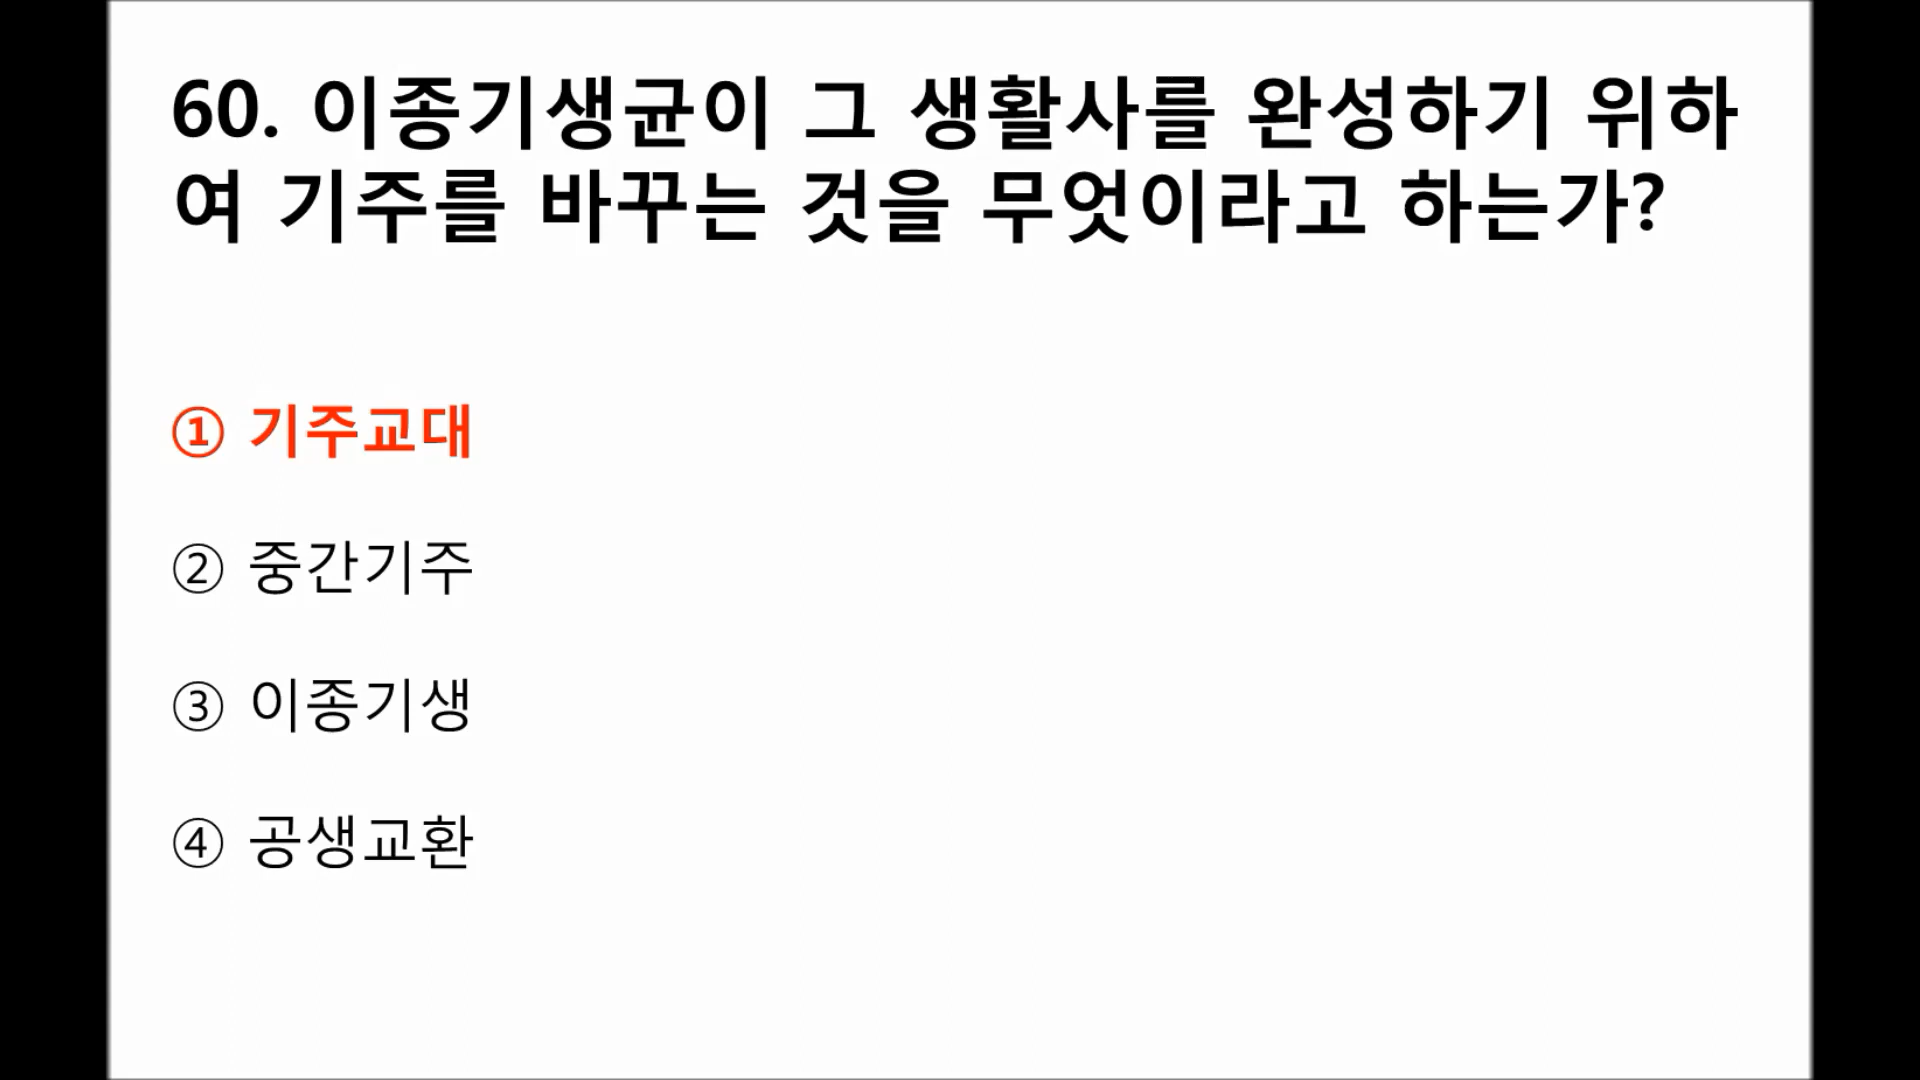 60. 이종기생균이 그 생활사를 완성하기 위하
여 기주를 바꾸는 것을 무엇이라고 하는가?
① 기주교대
② 중간기주
③ 이종기생
④ 공생교환